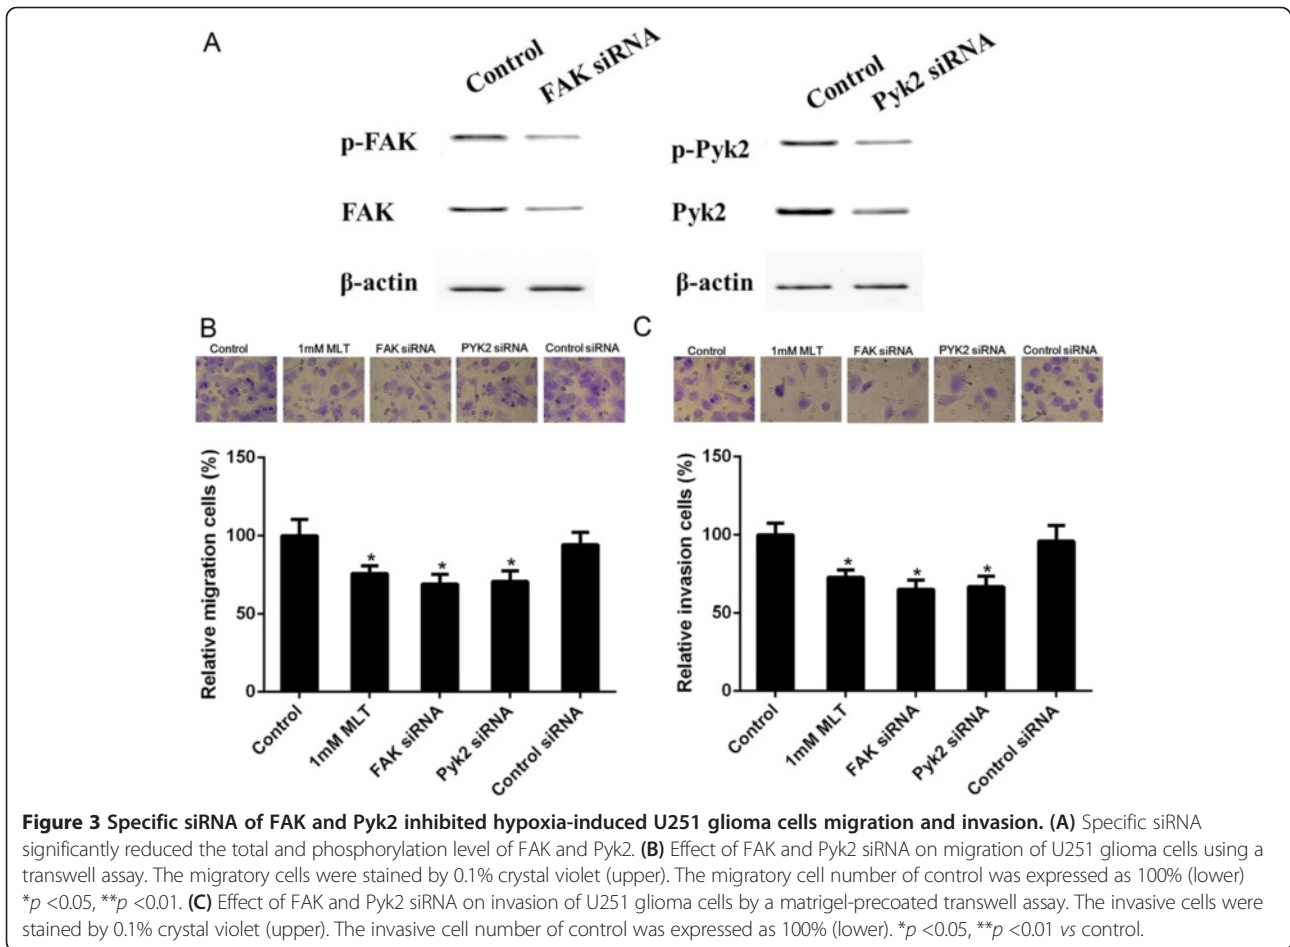 A
Control
FAK siRNA
Control
Pyk2 siRNA
p-FAK
p-Pyk2
FAK
Pyk2
β-actin
β-actin
B
Control
1mM MLT
FAK siRNA
PYK2 siRNA
Control siRNA
Relative migration cells (%)
150
100
50
0
*
*
*
Control
1mM MLT
FAK siRNA
Pyk2 siRNA
Control siRNA
C
Control
1mM MLT
FAK siRNA
PYK2 siRNA
Control siRNA
Relative invasion cells (%)
150
100
50
0
*
*
*
Control
1mM MLT
FAK siRNA
Pyk2 siRNA
Control siRNA
Figure 3 Specific siRNA of FAK and Pyk2 inhibited hypoxia-induced U251 glioma cells migration and invasion. (A) Specific siRNA
significantly reduced the total and phosphorylation level of FAK and Pyk2. (B) Effect of FAK and Pyk2 siRNA on migration of U251 glioma cells using a
transwell assay. The migratory cells were stained by 0.1% crystal violet (upper). The migratory cell number of control was expressed as 100% (lower)
*p <0.05, **p <0.01. (C) Effect of FAK and Pyk2 siRNA on invasion of U251 glioma cells by a matrigel-precoated transwell assay. The invasive cells were
stained by 0.1% crystal violet (upper). The invasive cell number of control was expressed as 100% (lower). *p <0.05, **p <0.01 vs control.